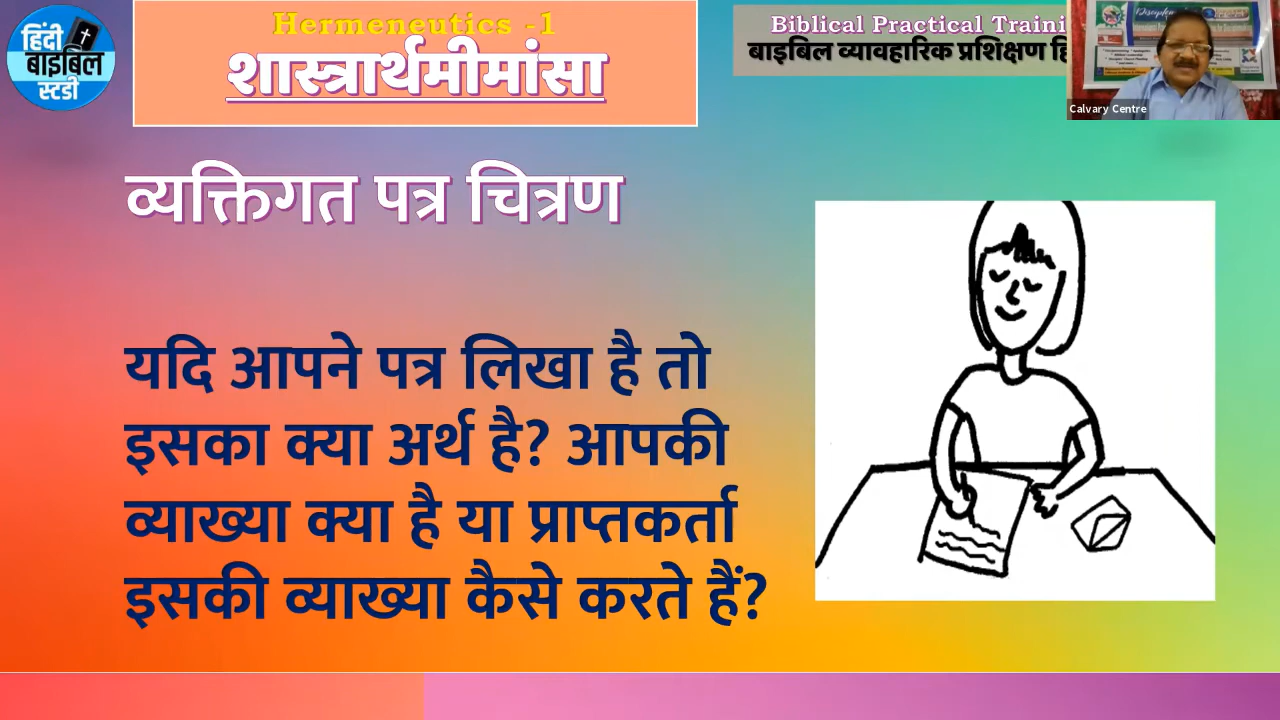 हिंदी
बाइबिल
स्टडी
Hermeneutics -1
शास्त्रार्थमीमांसा
Biblical Practical Traini
बाइबिल व्यावहारिक प्रशिक्षण हि
Calvary Centre
व्यक्तिगत पत्र चित्रण
यदि आपने पत्र लिखा है तो
इसका क्या अर्थ है? आपकी
व्याख्या क्या है या प्राप्तकर्ता
इसकी व्याख्या कैसे करते हैं?